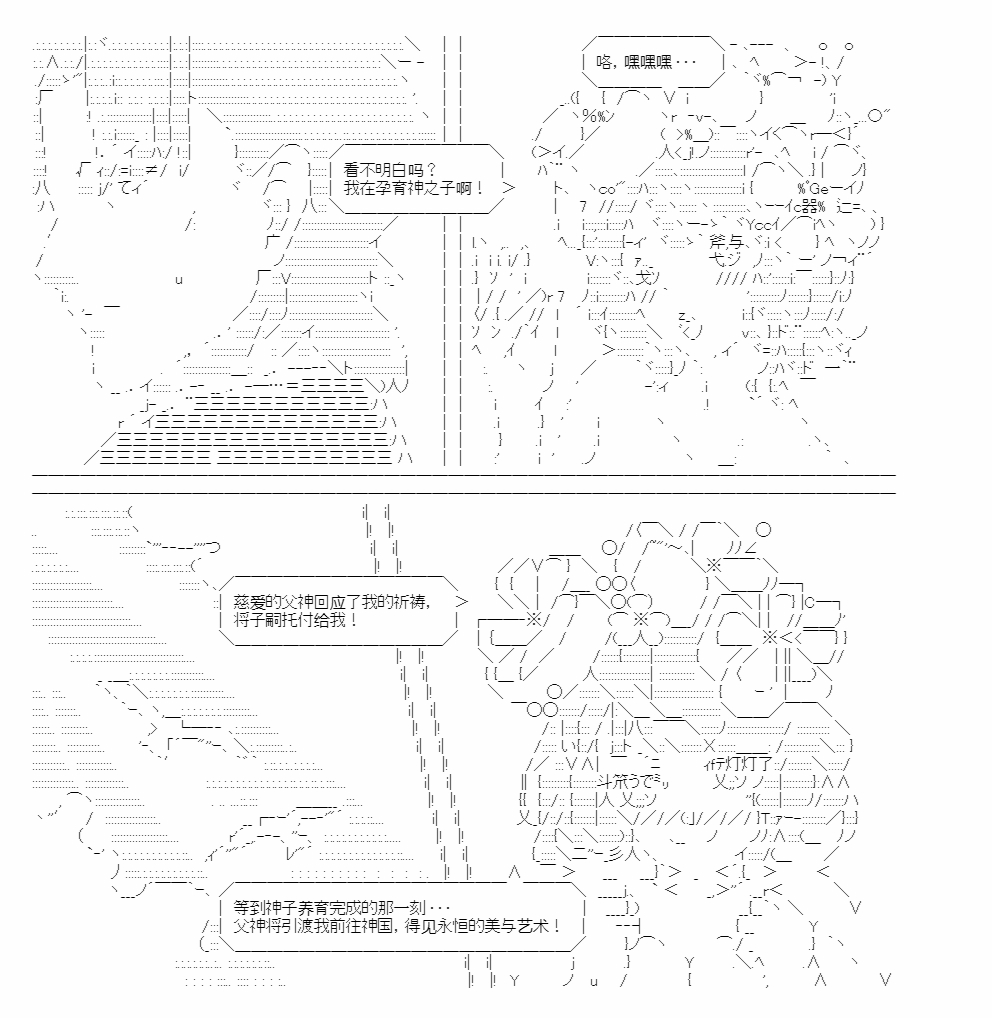 咯，嘿嘿嘿···
看不明白吗？
我在孕育神之子啊！
慈爱的父神回应了我的祈祷，
将子嗣托付给我！
等到神子养育完成的那一刻···
父神将引渡我前往神国，得见永恒的美与艺术！